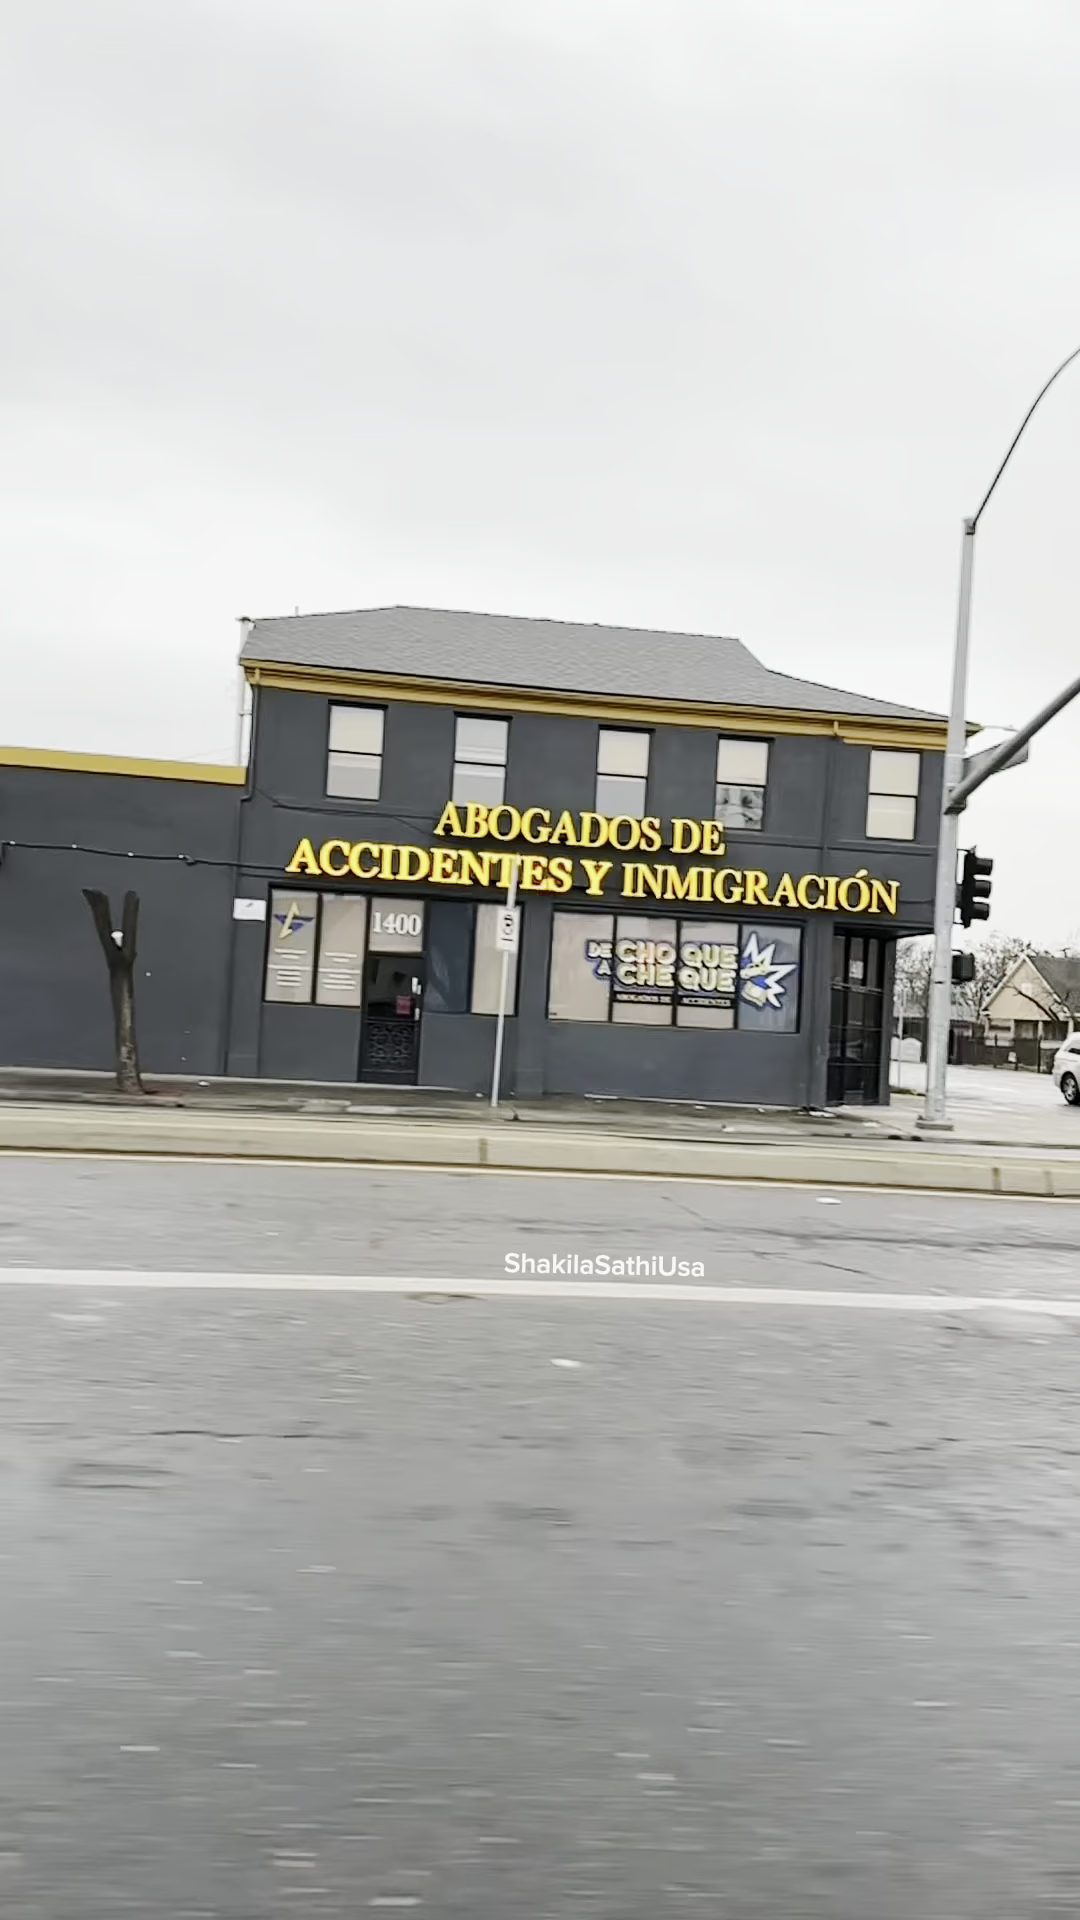 ABOGADOS DE
ACCIDENTES Y INMIGRACIÓN
1400
DE CHOQUE
A CHEQUE
ShakilaSathiUsa